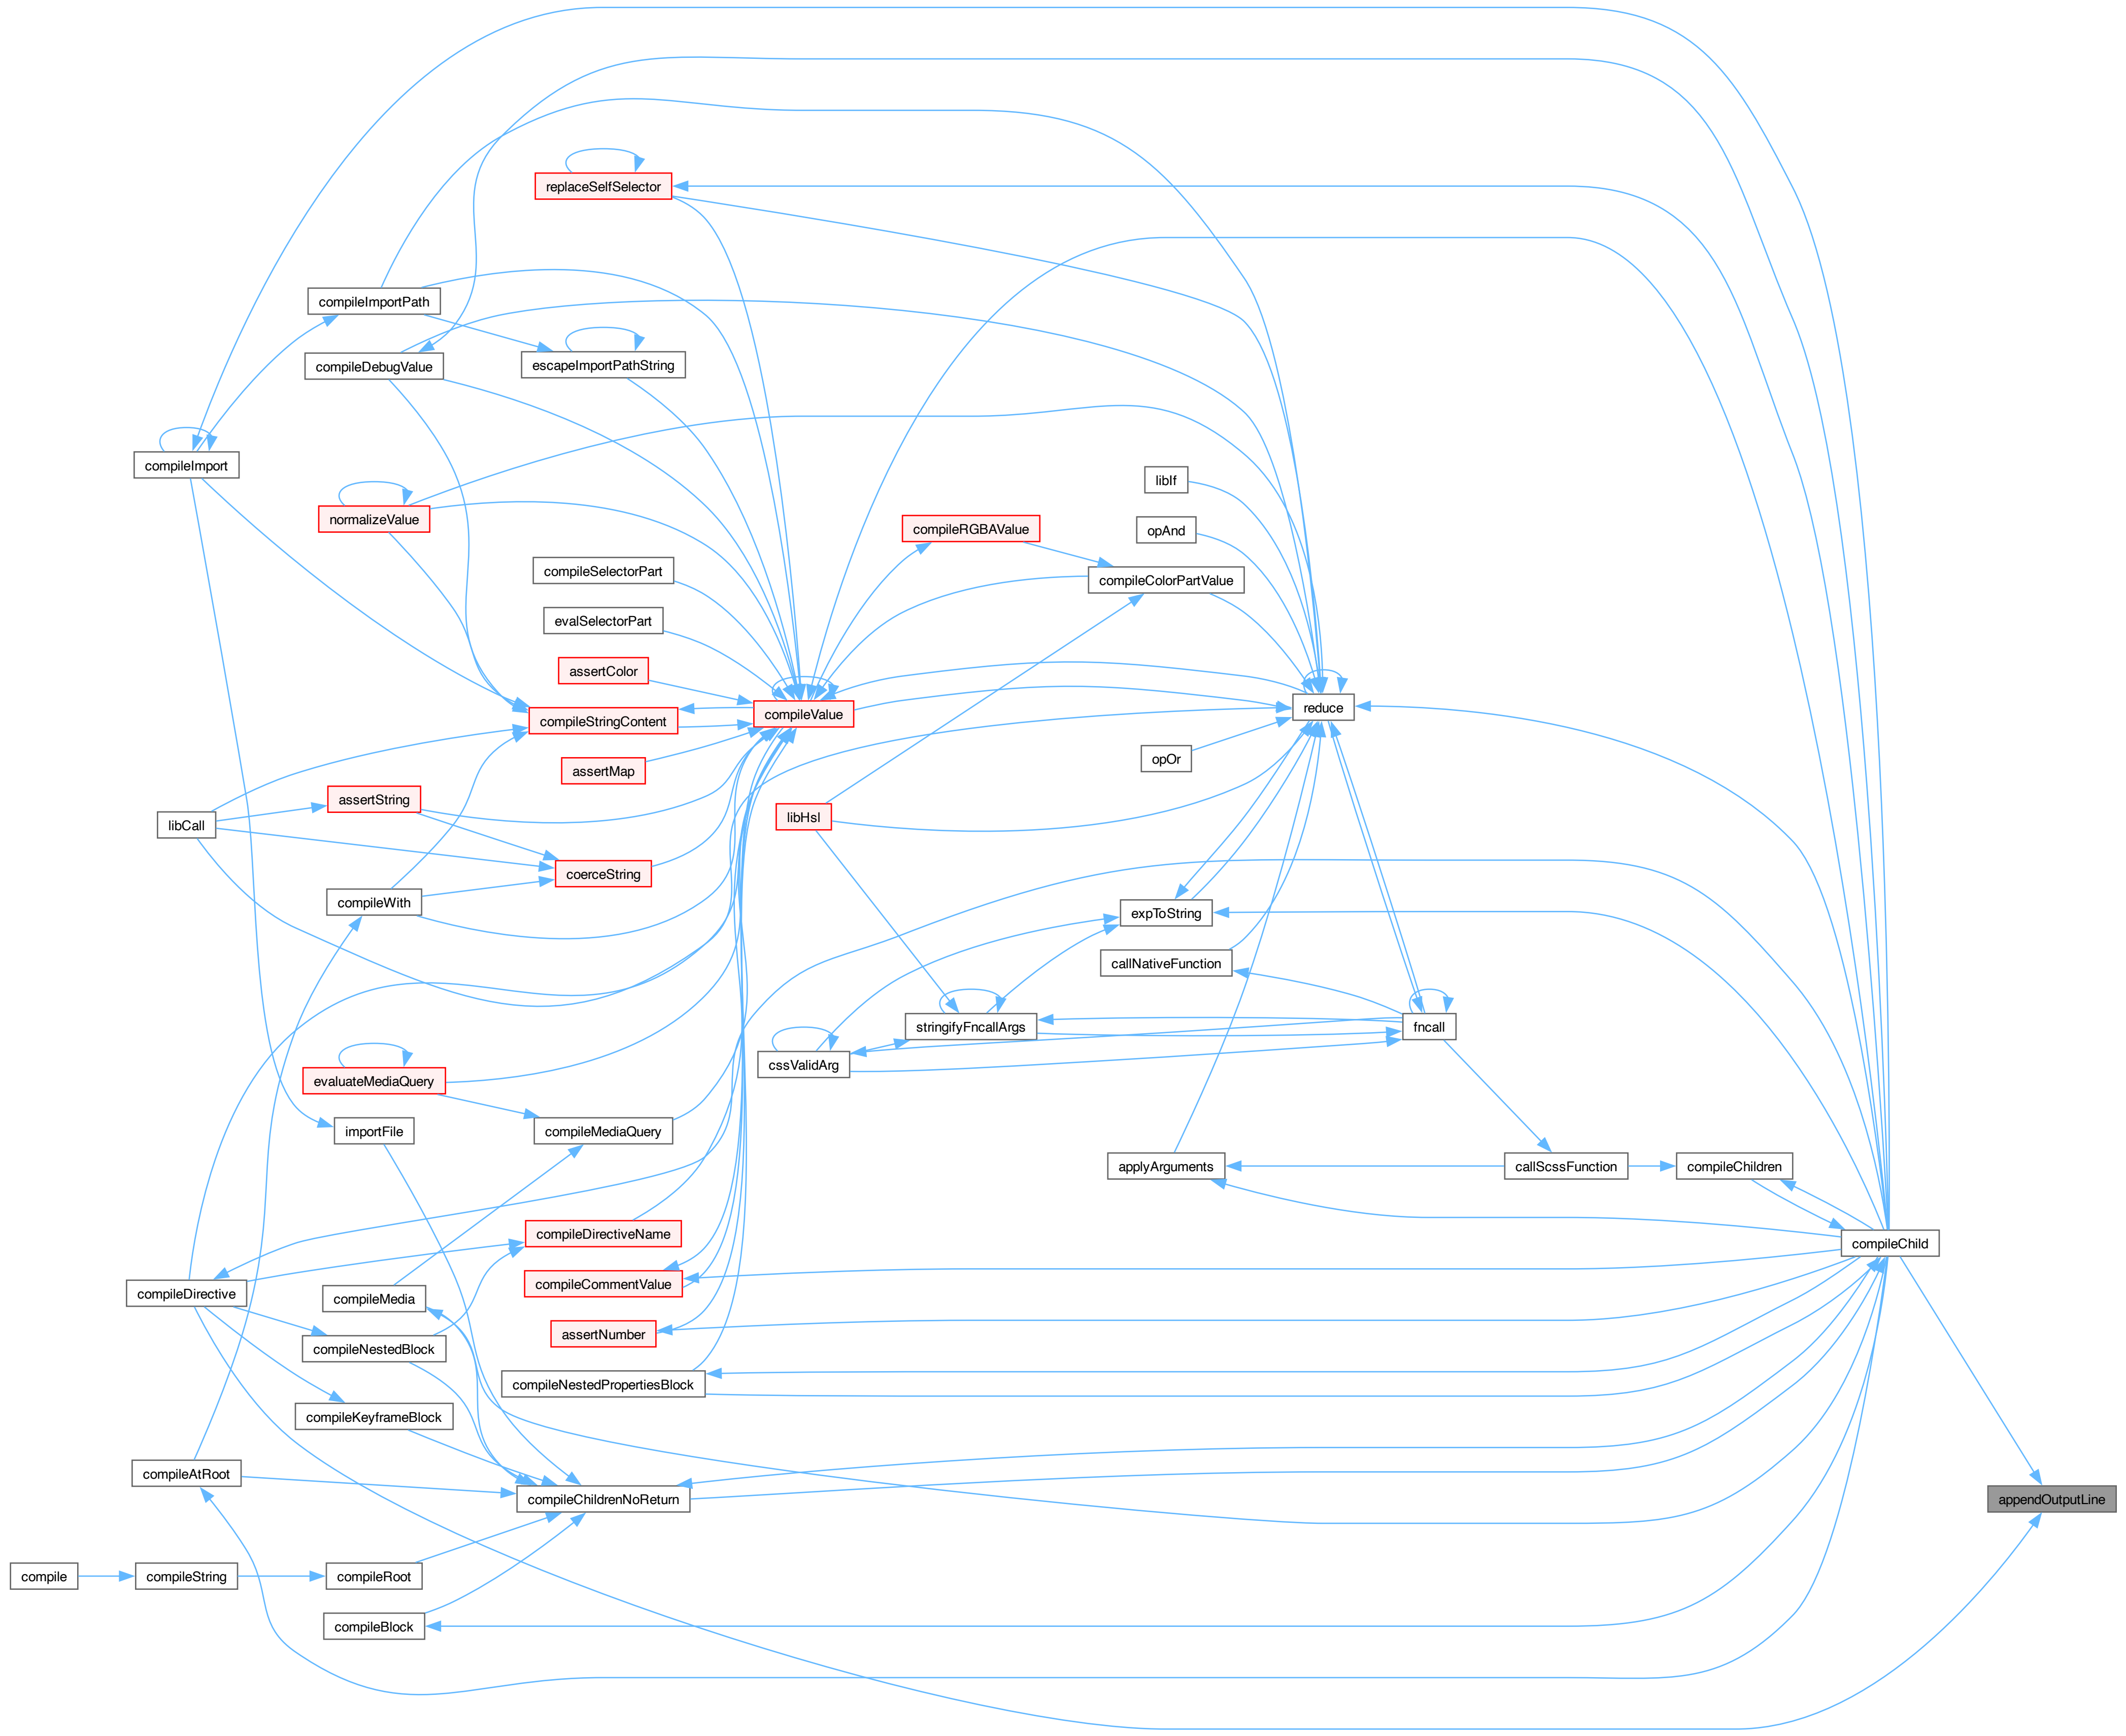 replaceSelfSelector
compileImportPath
compileDebugValue
escapeImportPathString
compileImport
libIf
normalizeValue
compileRGBAValue
opAnd
compileSelectorPart
compileColorPartValue
evalSelectorPart
assertColor
compileStringContent
compileValue
reduce
opOr
assertMap
assertString
libHsl
libCall
coerceString
compileWith
expToString
callNativeFunction
stringifyFncallArgs
fncall
cssValidArg
evaluateMediaQuery
importFile
compileMediaQuery
applyArguments
callScssFunction
compileChildren
compileDirectiveName
compileChild
compileCommentValue
compileDirective
compileMedia
assertNumber
compileNestedBlock
compileNestedPropertiesBlock
compileKeyframeBlock
compileAtRoot
compileChildrenNoReturn
appendOutputLine
compile
compileString
compileRoot
compileBlock